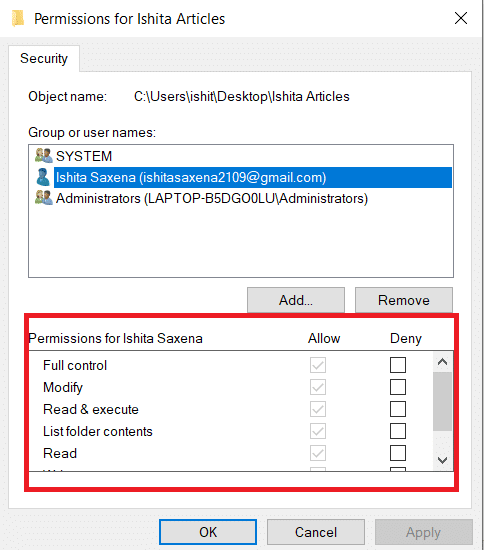 Permissions for Ishita Articles
Security
Object name: C:\Users\ishit\Desktop\Ishita Articles
Group or user names:
SYSTEM
Ishita Saxena (ishitasaxena2109@gmail.com)
Administrators (LAPTOP-B5DGO0LU\Administrators)
Add... Remove
Permissions for Ishita Saxena Allow Deny
Full control
Modify
Read & execute
List folder contents
Read
OK Cancel Apply